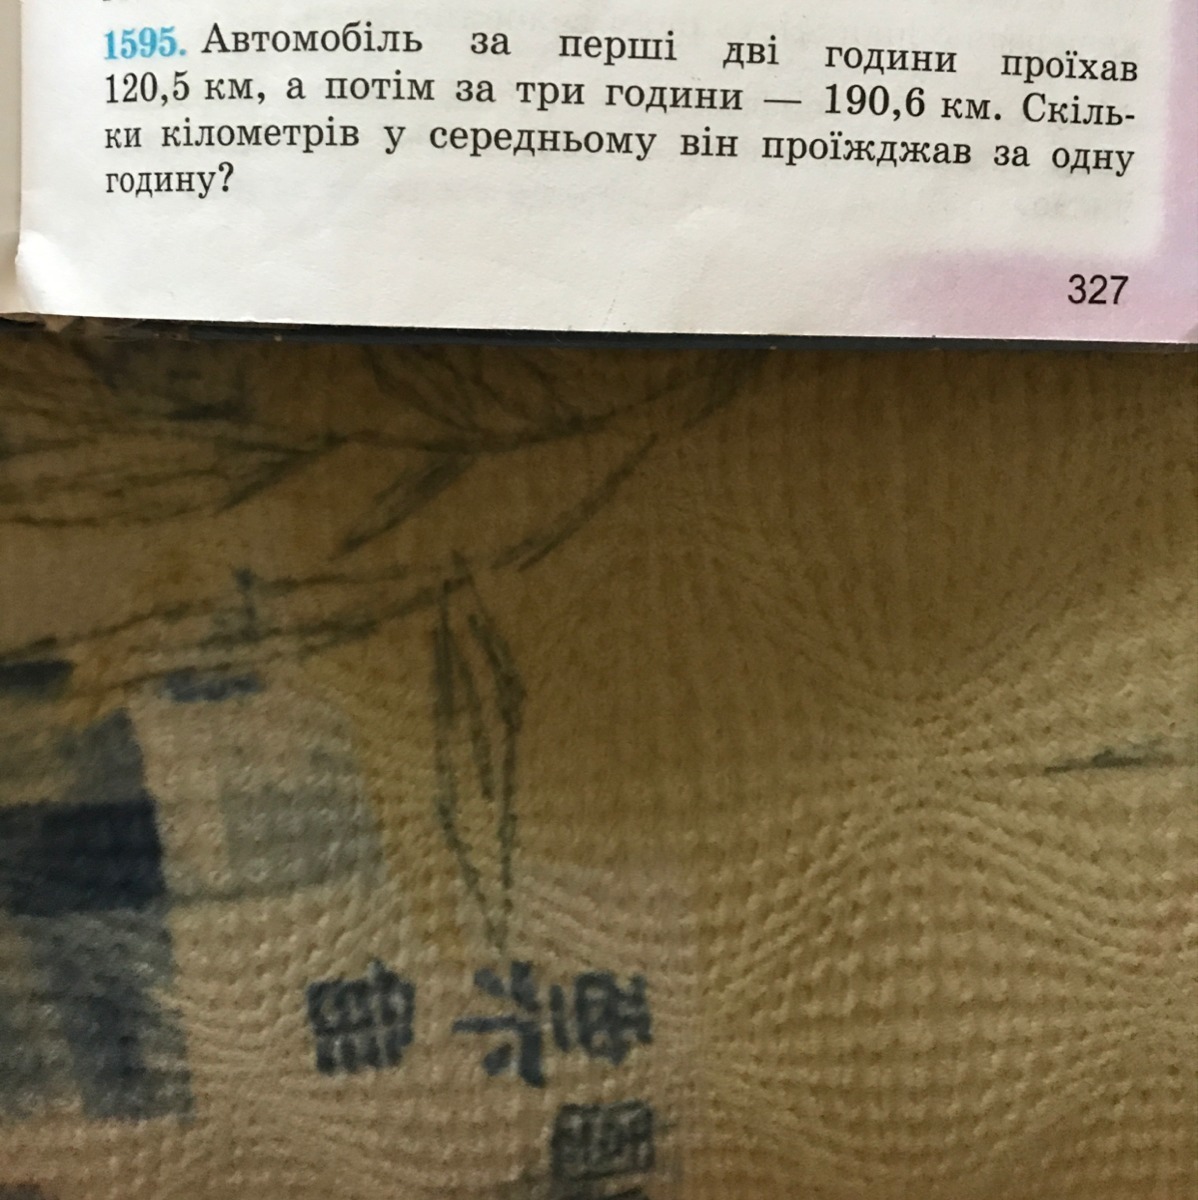 1595. Автомобіль за перші дві години проїхав
120,5 км, а потім за три години — 190,6 км. Скіль-
ки кілометрів у середньому він проїжджав за одну
годину?
327